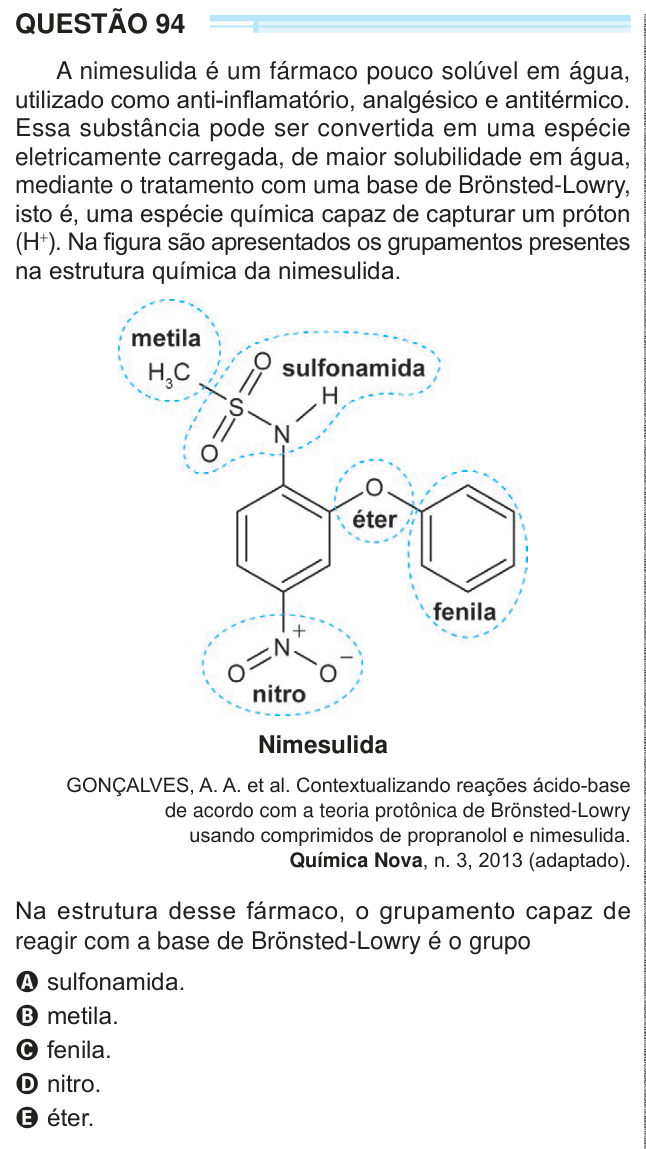 QUESTÃO 94
A nimesulida é um fármaco pouco solúvel em água,
utilizado como anti-inflamatório, analgésico e antitérmico.
Essa substância pode ser convertida em uma espécie
eletricamente carregada, de maior solubilidade em água,
mediante o tratamento com uma base de Brönsted-Lowry,
isto é, uma espécie química capaz de capturar um próton
(H⁺). Na figura são apresentados os grupamentos presentes
na estrutura química da nimesulida.
metila
H₃C
O
sulfonamida
H
S
N
O
O
éter
fenila
N⁺
O
O⁻
nitro
Nimesulida
GONÇALVES, A. A. et al. Contextualizando reações ácido-base
de acordo com a teoria protônica de Brönsted-Lowry
usando comprimidos de propranolol e nimesulida.
Química Nova, n. 3, 2013 (adaptado).
Na estrutura desse fármaco, o grupamento capaz de
reagir com a base de Brönsted-Lowry é o grupo
A sulfonamida.
B metila.
C fenila.
D nitro.
E éter.